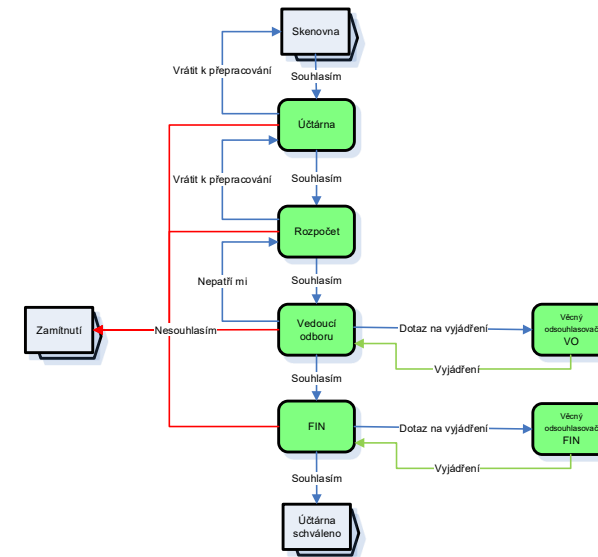 Skenovna
Vrátit k přepracování
Souhlasím
Účtárna
Vrátit k přepracování
Souhlasím
Rozpočet
Nepatří mi
Souhlasím
Zamítnutí
Nesouhlasím
Vedoucí
odboru
Dotaz na vyjádření
Věcný
odsouhlasovač
VO
Vyjádření
Souhlasím
FIN
Dotaz na vyjádření
Věcný
odsouhlasovač
FIN
Vyjádření
Souhlasím
Účtárna
schváleno